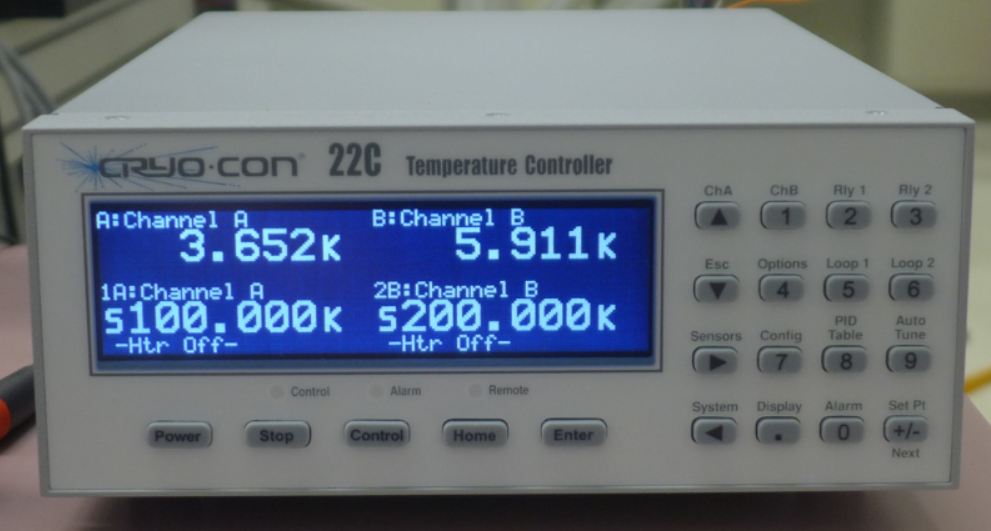 CRYO·CON® 22C Temperature Controller
A:Channel A B:Channel B
3.652K 5.911K
1A:Channel A 2B:Channel B
S100.000K S200.000K
-Htr Off- -Htr Off-
Control Alarm Remote
Power Stop Control Home Enter
ChA ChB Rly 1 Rly 2
▲ 1 2 3
Esc Options Loop 1 Loop 2
▼ 4 5 6
Sensors Config PID Table Auto Tune
► 7 8 9
System Display Alarm Set Pt
◄ . 0 +/-
Next